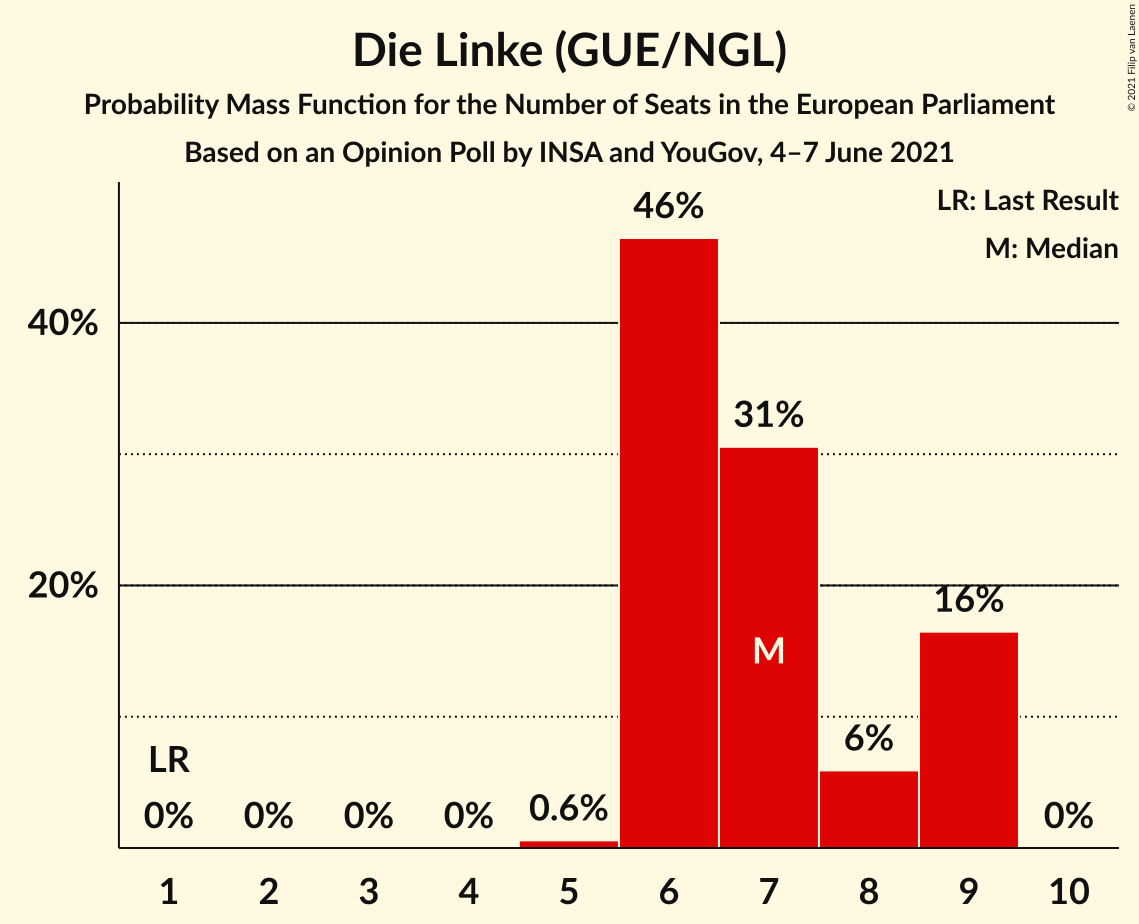 Die Linke (GUE/NGL)
Probability Mass Function for the Number of Seats in the European Parliament
Based on an Opinion Poll by INSA and YouGov, 4–7 June 2021
© 2021 Filip van Laenen
LR: Last Result
M: Median
46%
40%
31%
20%
16%
M
6%
LR
0% 0% 0% 0% 0.6% 0%
1 2 3 4 5 6 7 8 9 10